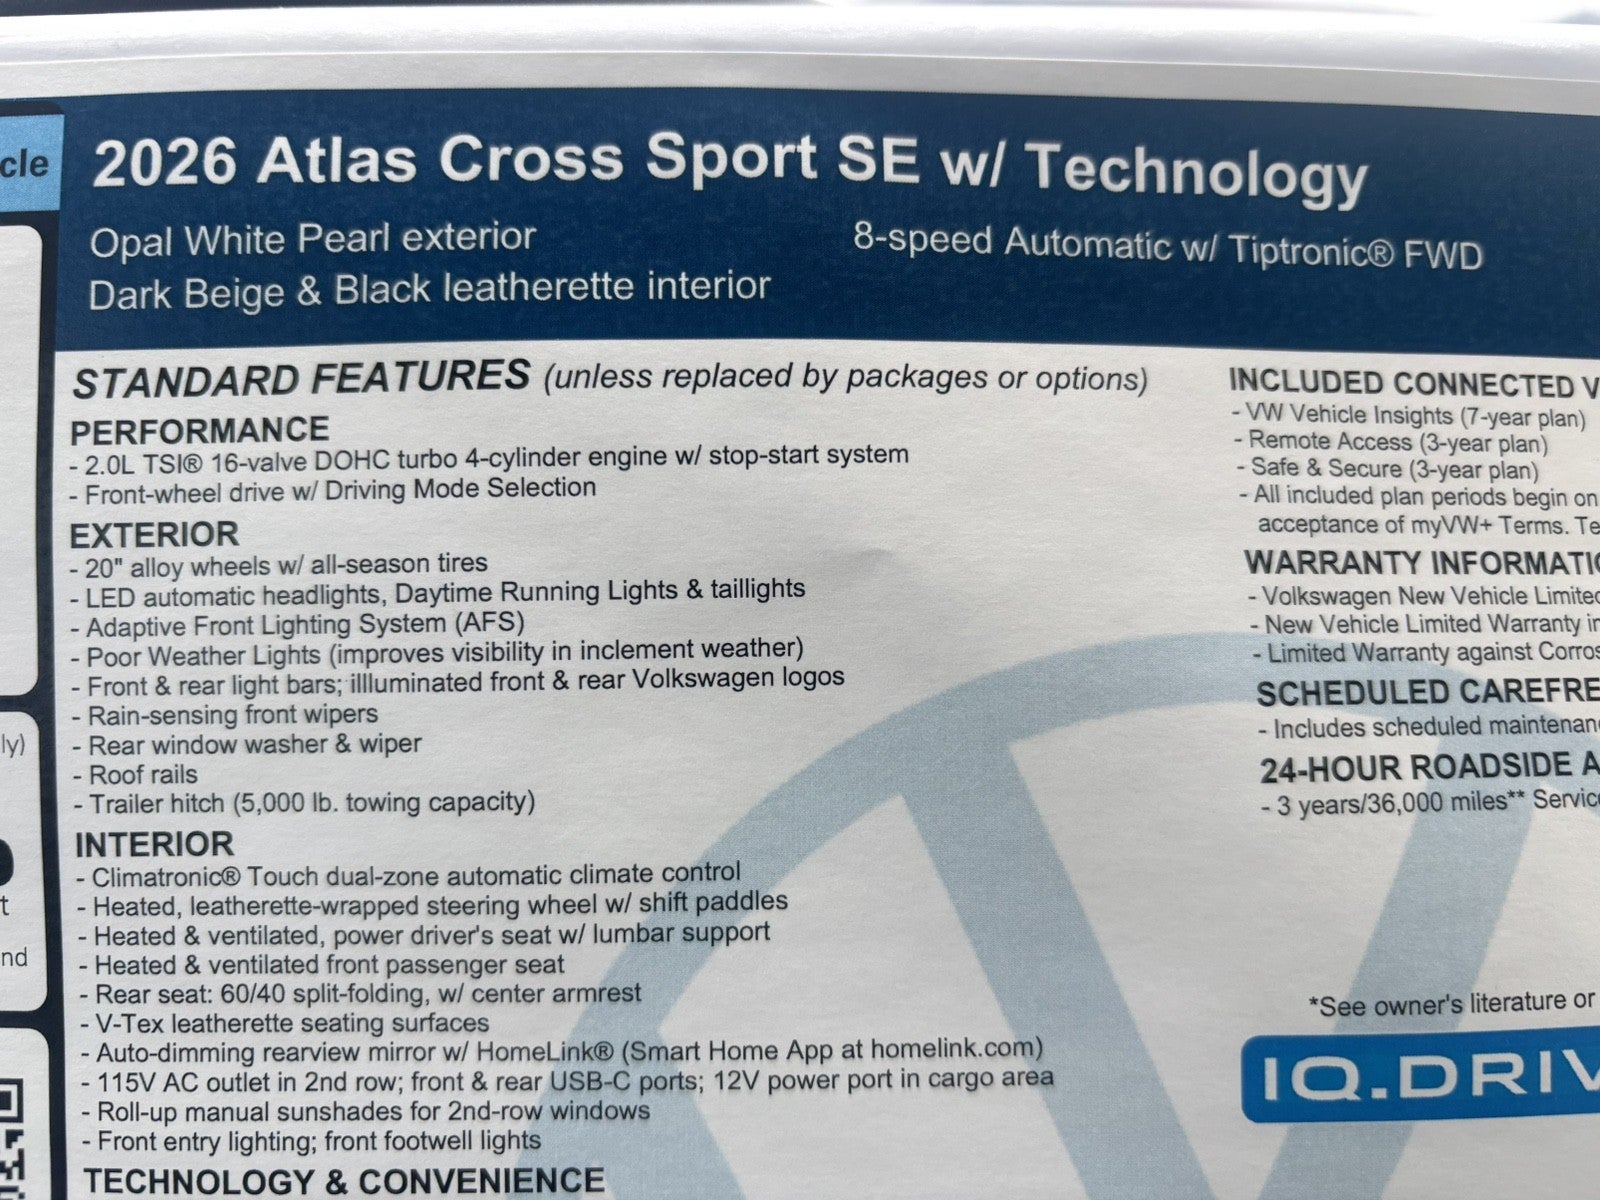 cle
2026 Atlas Cross Sport SE w/ Technology
Opal White Pearl exterior
8-speed Automatic w/ Tiptronic® FWD
Dark Beige & Black leatherette interior
STANDARD FEATURES (unless replaced by packages or options)
PERFORMANCE
- 2.0L TSI® 16-valve DOHC turbo 4-cylinder engine w/ stop-start system
- Front-wheel drive w/ Driving Mode Selection
EXTERIOR
- 20" alloy wheels w/ all-season tires
- LED automatic headlights, Daytime Running Lights & taillights
- Adaptive Front Lighting System (AFS)
- Poor Weather Lights (improves visibility in inclement weather)
- Front & rear light bars; illluminated front & rear Volkswagen logos
- Rain-sensing front wipers
- Rear window washer & wiper
- Roof rails
- Trailer hitch (5,000 lb. towing capacity)
INTERIOR
- Climatronic® Touch dual-zone automatic climate control
- Heated, leatherette-wrapped steering wheel w/ shift paddles
- Heated & ventilated, power driver's seat w/ lumbar support
- Heated & ventilated front passenger seat
- Rear seat: 60/40 split-folding, w/ center armrest
- V-Tex leatherette seating surfaces
- Auto-dimming rearview mirror w/ HomeLink® (Smart Home App at homelink.com)
- 115V AC outlet in 2nd row; front & rear USB-C ports; 12V power port in cargo area
- Roll-up manual sunshades for 2nd-row windows
- Front entry lighting; front footwell lights
TECHNOLOGY & CONVENIENCE
INCLUDED CONNECTED V
- VW Vehicle Insights (7-year plan)
- Remote Access (3-year plan)
- Safe & Secure (3-year plan)
- All included plan periods begin on
acceptance of myVW+ Terms. Te
WARRANTY INFORMATIO
- Volkswagen New Vehicle Limited
- New Vehicle Limited Warranty in
- Limited Warranty against Corros
SCHEDULED CAREFRE
- Includes scheduled maintenan
24-HOUR ROADSIDE A
- 3 years/36,000 miles** Servic
*See owner's literature or
IQ.DRIV
ly)
t
nd